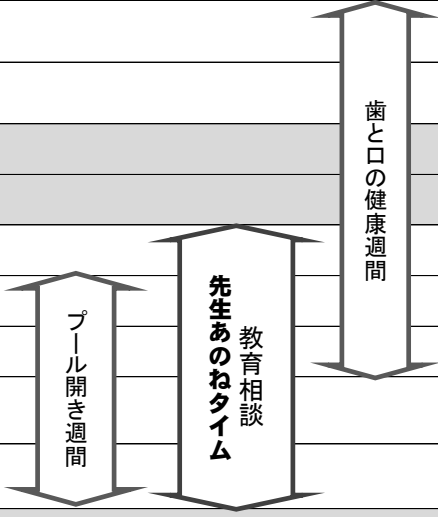 歯と口の健康週間
教育相談
先生あのねタイム
プール開き週間